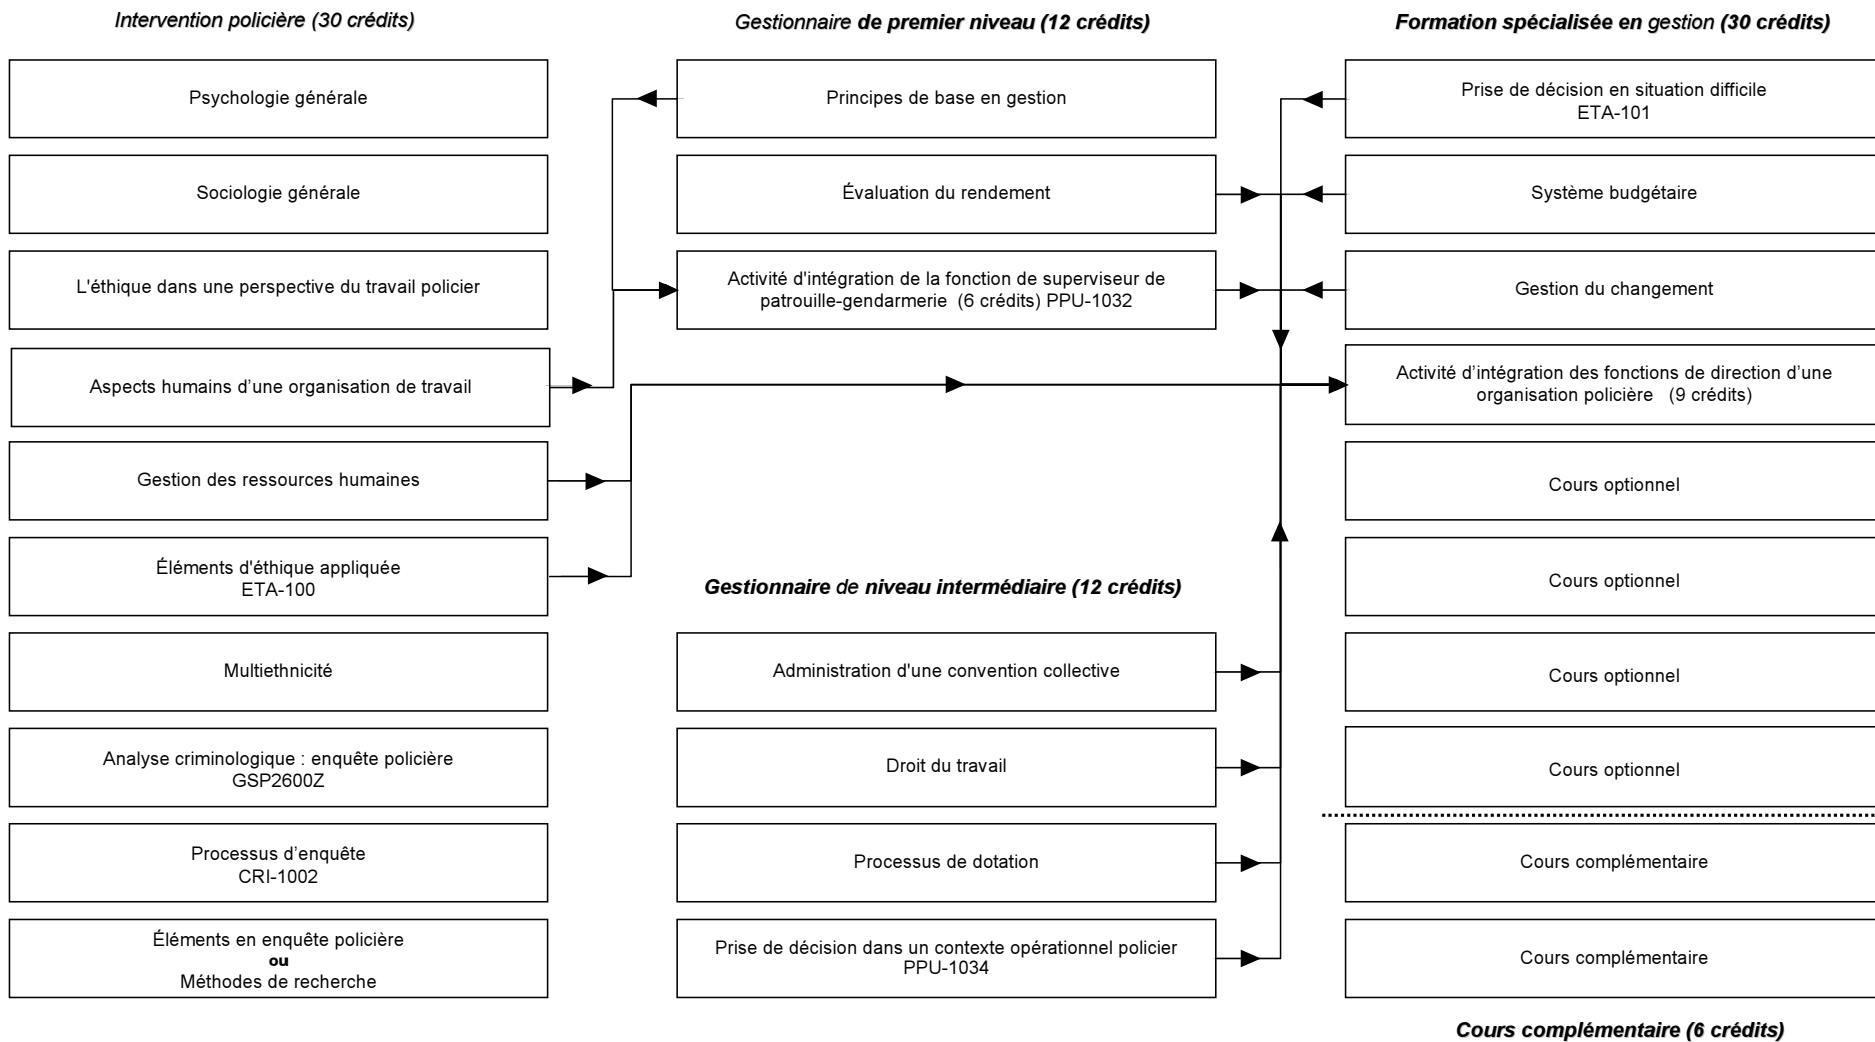 Intervention policière (30 crédits)
Psychologie générale
Sociologie générale
L'éthique dans une perspective du travail policier
Aspects humains d’une organisation de travail
Gestion des ressources humaines
Éléments d'éthique appliquée
ETA-100
Multiethnicité
Analyse criminologique : enquête policière
GSP2600Z
Processus d’enquête
CRI-1002
Éléments en enquête policière
ou
Méthodes de recherche
Gestionnaire de premier niveau (12 crédits)
Principes de base en gestion
Évaluation du rendement
Activité d'intégration de la fonction de superviseur de
patrouille-gendarmerie (6 crédits) PPU-1032
Gestionnaire de niveau intermédiaire (12 crédits)
Administration d'une convention collective
Droit du travail
Processus de dotation
Prise de décision dans un contexte opérationnel policier
PPU-1034
Formation spécialisée en gestion (30 crédits)
Prise de décision en situation difficile
ETA-101
Système budgétaire
Gestion du changement
Activité d’intégration des fonctions de direction d’une
organisation policière (9 crédits)
Cours optionnel
Cours optionnel
Cours optionnel
Cours optionnel
Cours complémentaire
Cours complémentaire
Cours complémentaire (6 crédits)